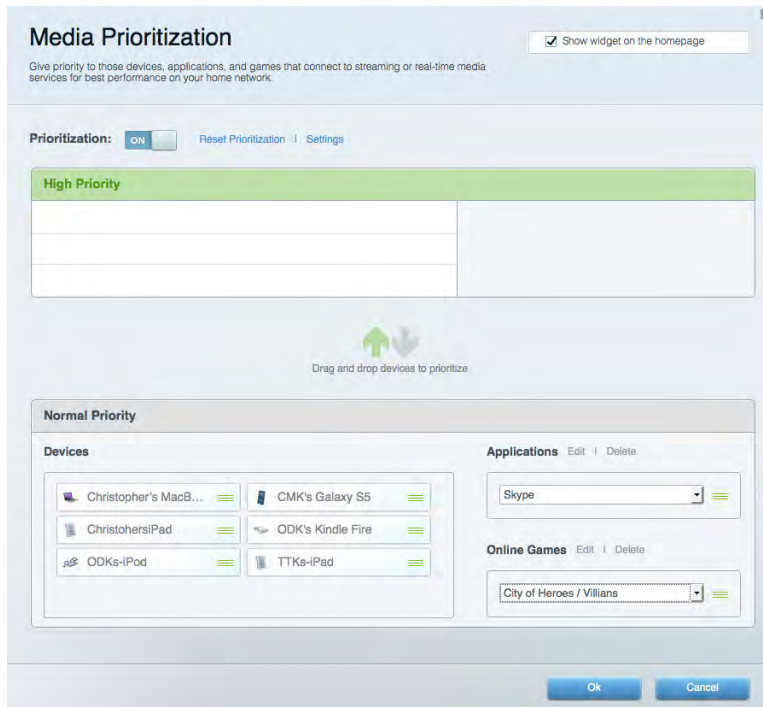 Media Prioritization
Show widget on the homepage
Give priority to those devices, applications, and games that connect to streaming or real-time media
services for best performance on your home network.
Prioritization: ON Reset Prioritization | Settings
High Priority
Drag and drop devices to prioritize
Normal Priority
Devices
Christopher's MacB... CMK's Galaxy S5
ChristohersiPad ODK's Kindle Fire
ODKs-iPod TTKs-iPad
Applications Edit | Delete
Skype
Online Games Edit | Delete
City of Heroes / Villians
Ok Cancel